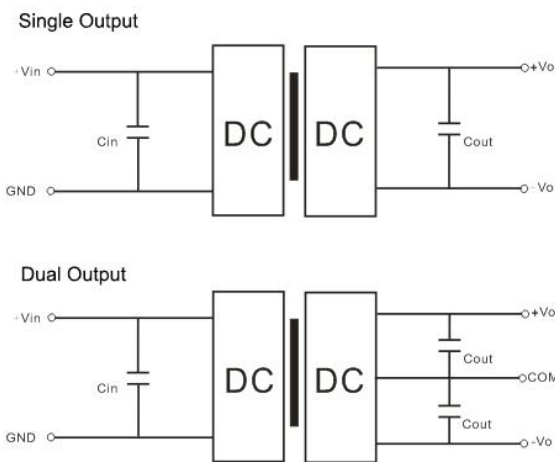 Single Output
+Vin
Cin
GND
DC
DC
+Vo
Cout
-Vo
Dual Output
-Vin
Cin
GND
DC
DC
+Vo
Cout
COM
Cout
-Vo